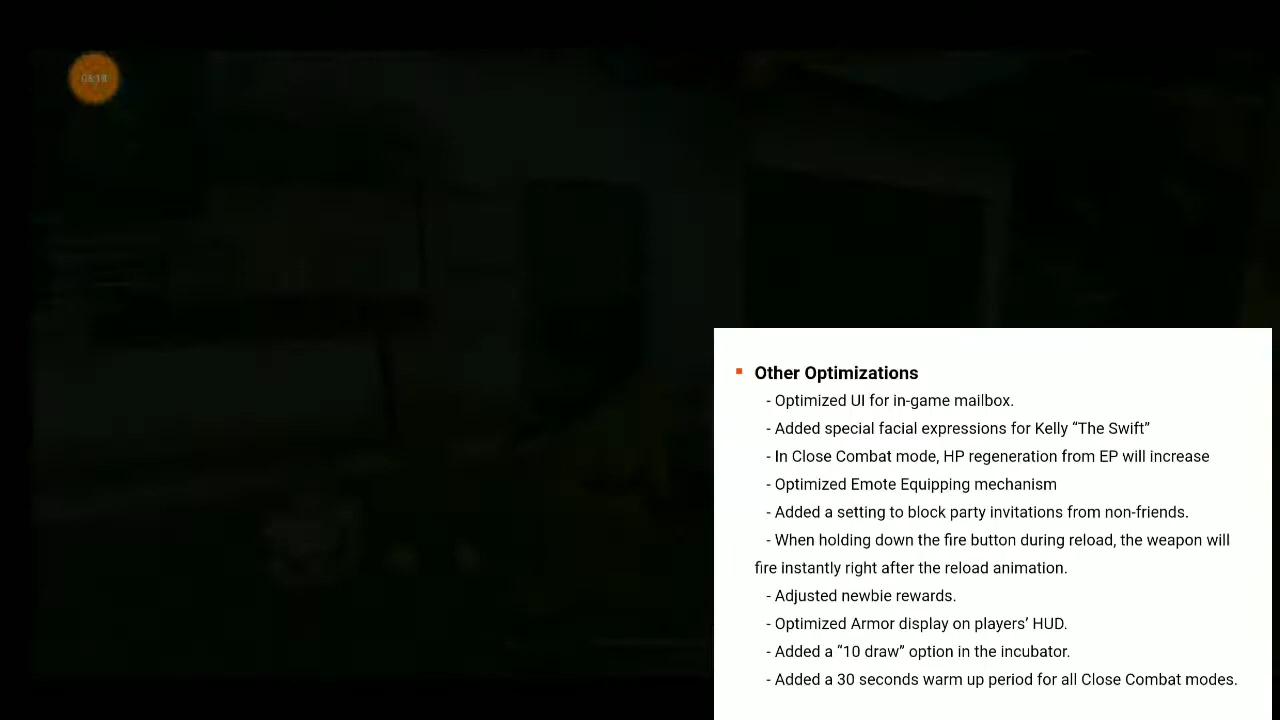 Other Optimizations
- Optimized UI for in-game mailbox.
- Added special facial expressions for Kelly “The Swift”
- In Close Combat mode, HP regeneration from EP will increase
- Optimized Emote Equipping mechanism
- Added a setting to block party invitations from non-friends.
- When holding down the fire button during reload, the weapon will
fire instantly right after the reload animation.
- Adjusted newbie rewards.
- Optimized Armor display on players’ HUD.
- Added a “10 draw” option in the incubator.
- Added a 30 seconds warm up period for all Close Combat modes.